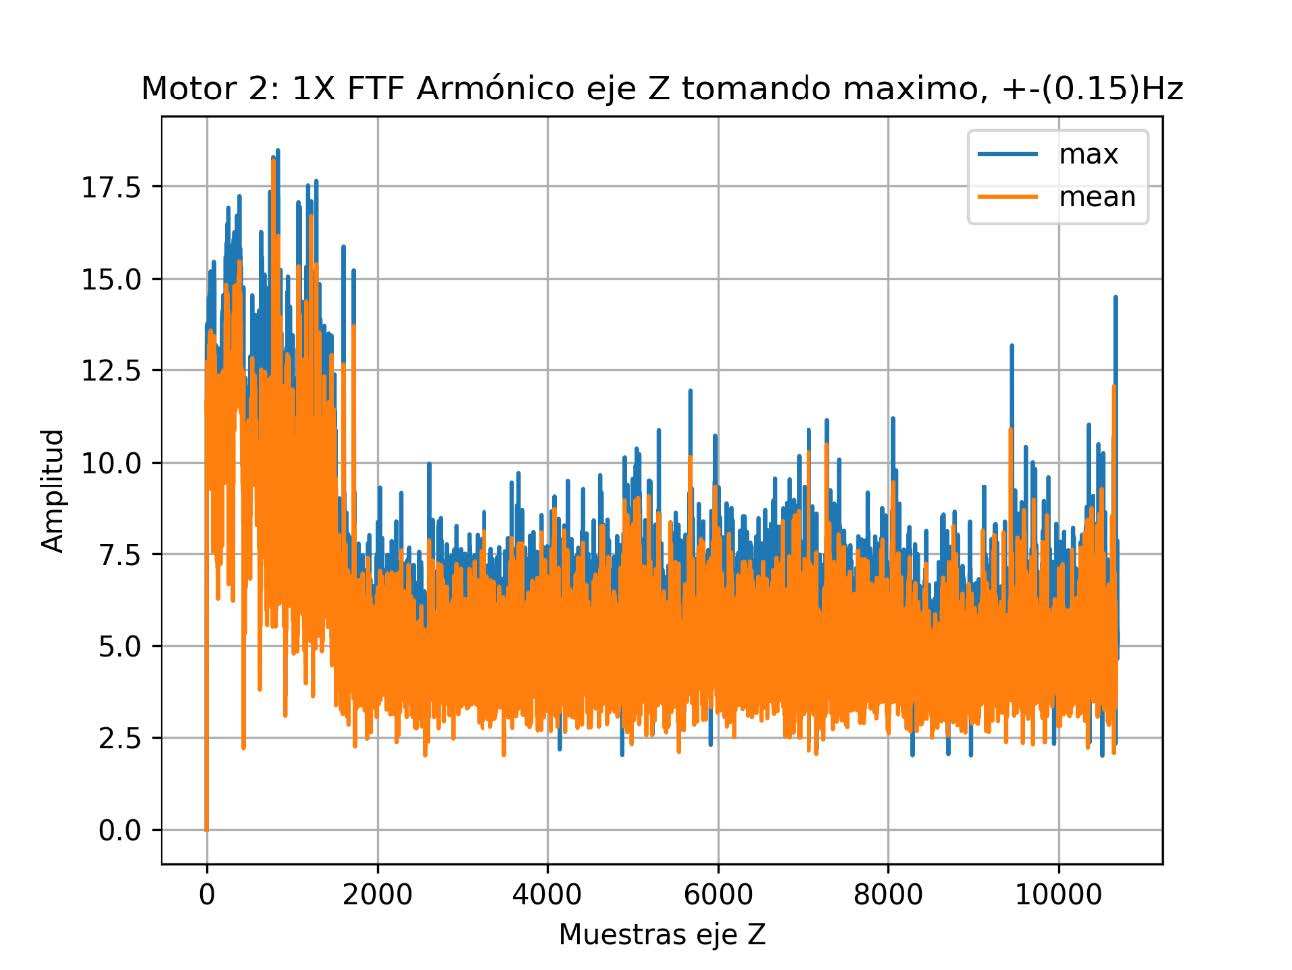 Motor 2: 1X FTF Armónico eje Z tomando maximo, +-(0.15)Hz
max
mean
17.5
15.0
12.5
10.0
7.5
5.0
2.5
0.0
Amplitud
0 2000 4000 6000 8000 10000
Muestras eje Z